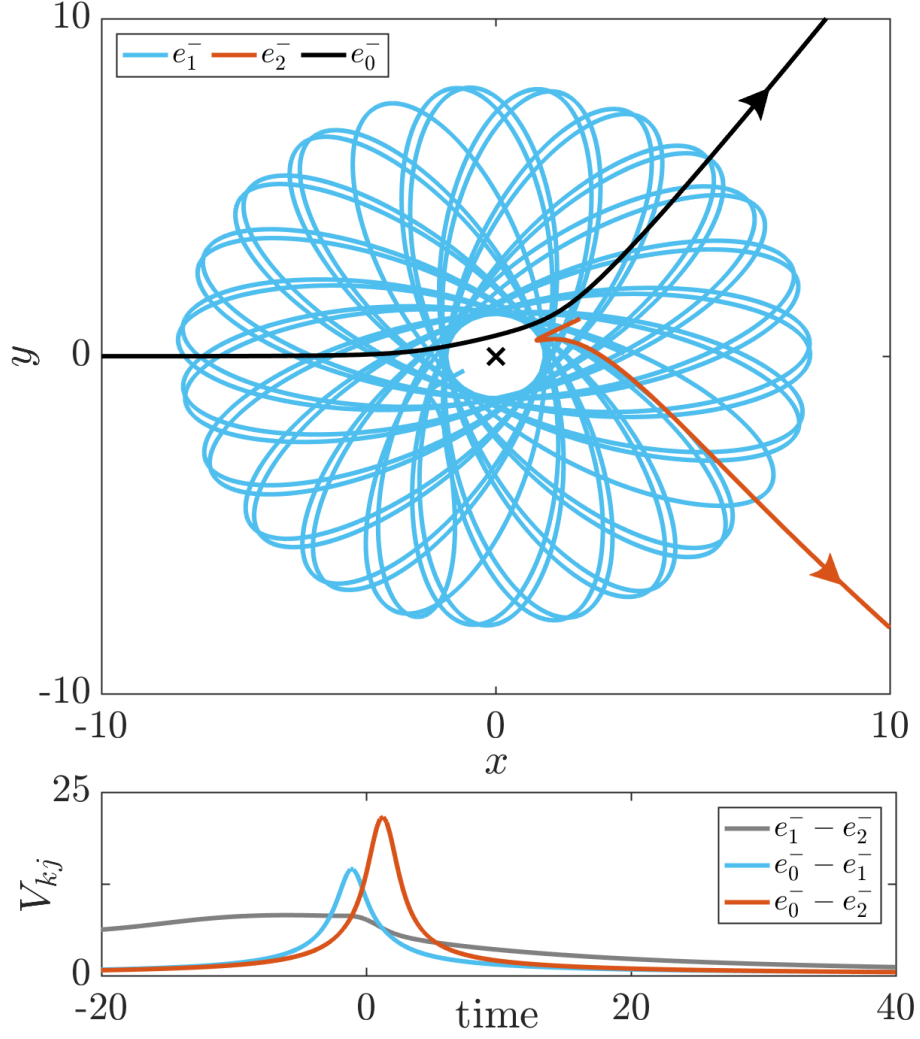 10
e₁⁻ e₂⁻ e₀⁻
y
0
-10
-10 0 10
x
25
V_kj
e₁⁻ − e₂⁻
e₀⁻ − e₁⁻
e₀⁻ − e₂⁻
0
-20 0 20 40
time